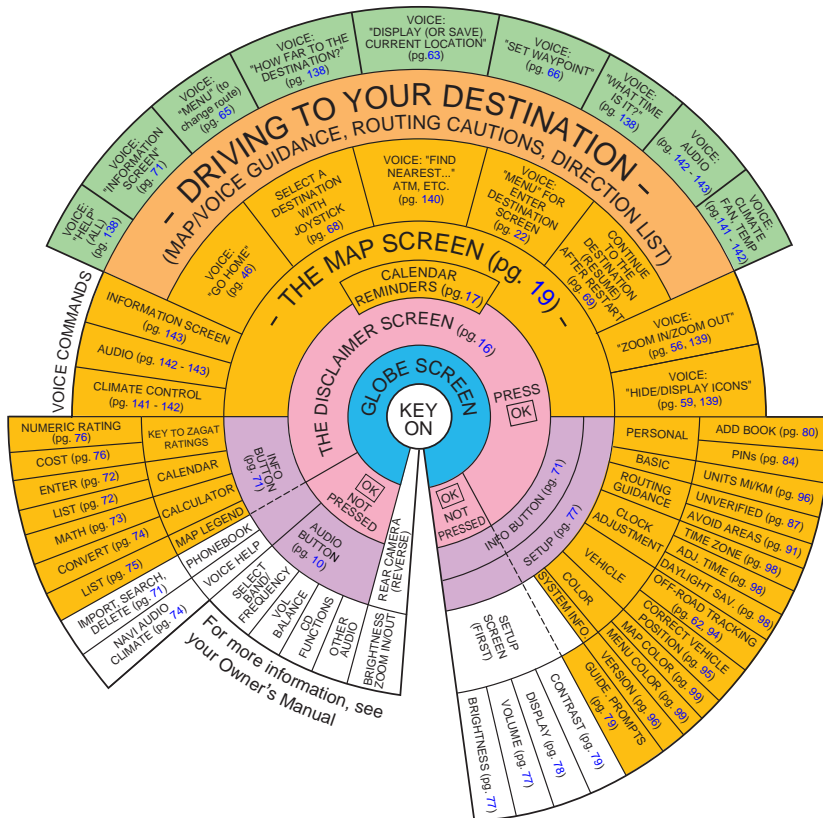 VOICE:
"HELP"
(ALL)
(pg. 138)
VOICE:
"INFORMATION
SCREEN"
(pg. 71)
VOICE:
"MENU" (to
change route)
(pg. 65)
VOICE:
"HOW FAR TO THE
DESTINATION?"
(pg. 138)
VOICE:
"DISPLAY (OR SAVE)
CURRENT LOCATION"
(pg.63)
VOICE:
"SET WAYPOINT"
(pg. 66)
VOICE:
"WHAT TIME
IS IT?"
(pg. 138)
VOICE:
AUDIO
(pg. 142 - 143)
VOICE:
CLIMATE
FAN, TEMP
(pg.141 - 142)
- DRIVING TO YOUR DESTINATION -
(MAP/VOICE GUIDANCE, ROUTING CAUTIONS, DIRECTION LIST)
VOICE:
"GO HOME"
(pg. 46)
SELECT A
DESTINATION
WITH
JOYSTICK
(pg. 68)
VOICE: "FIND
NEAREST..."
ATM, ETC.
(pg. 140)
VOICE:
"MENU" FOR
ENTER
DESTINATION
SCREEN
(pg. 22)
CONTINUE
TO THE
DESTINATION
(RESUME)
AFTER RESTART
(pg. 69)
- THE MAP SCREEN (pg. 19) -
CALENDAR
REMINDERS (pg.17)
VOICE COMMANDS
INFORMATION SCREEN
(pg. 143)
AUDIO (pg. 142 - 143)
CLIMATE CONTROL
(pg. 141 - 142)
VOICE:
"ZOOM IN/ZOOM OUT"
(pg. 56, 139)
VOICE:
"HIDE/DISPLAY ICONS"
(pg. 59, 139)
THE DISCLAIMER SCREEN (pg.16)
GLOBE SCREEN
KEY
ON
PRESS
OK
OK
NOT
PRESSED
OK
NOT
PRESSED
NUMERIC RATING
(pg. 76)
COST (pg. 76)
ENTER (pg. 72)
LIST (pg. 72)
MATH (pg. 73)
CONVERT (pg. 74)
LIST (pg. 75)
IMPORT, SEARCH,
DELETE (pg. 71)
NAVI AUDIO
CLIMATE (pg. 74)
KEY TO ZAGAT
RATINGS
CALENDAR
CALCULATOR
MAP LEGEND
PHONEBOOK
VOICE HELP
INFO
BUTTON
(pg. 71)
AUDIO
BUTTON
(pg. 10)
SELECT
BAND/
FREQUENCY
VOL
BALANCE
CD
FUNCTIONS
OTHER
AUDIO
REAR CAMERA
(REVERSE)
BRIGHTNESS
ZOOM IN/OUT
For more information, see
your Owner's Manual
INFO BUTTON (pg. 71)
SETUP (pg. 77)
PERSONAL
BASIC
ROUTING
GUIDANCE
CLOCK
ADJUSTMENT
VEHICLE
COLOR
SYSTEM INFO.
SETUP
SCREEN
(FIRST)
ADD BOOK (pg. 80)
PINs (pg. 84)
UNITS MI/KM (pg. 96)
UNVERIFIED (pg. 87)
AVOID AREAS (pg. 91)
TIME ZONE (pg. 98)
ADJ. TIME (pg. 98)
DAYLIGHT SAV. (pg. 98)
OFF-ROAD TRACKING
(pg. 62, 94)
CORRECT VEHICLE
POSITION (pg. 95)
MAP COLOR (pg. 99)
MENU COLOR (pg. 99)
VERSION (pg. 96)
GUIDE. PROMPTS
(pg. 79)
CONTRAST (pg. 79)
DISPLAY (pg. 78)
VOLUME (pg. 77)
BRIGHTNESS (pg. 77)